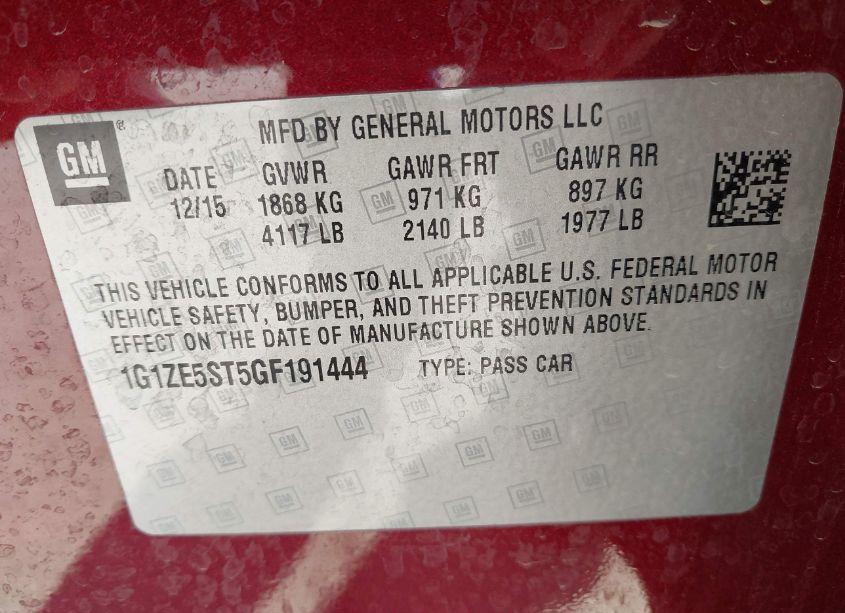 GM® MFD BY GENERAL MOTORS LLC
DATE GVWR GAWR FRT GAWR RR
12/15 1868 KG 971 KG 897 KG
4117 LB 2140 LB 1977 LB
THIS VEHICLE CONFORMS TO ALL APPLICABLE U.S. FEDERAL MOTOR
VEHICLE SAFETY, BUMPER, AND THEFT PREVENTION STANDARDS IN
EFFECT ON THE DATE OF MANUFACTURE SHOWN ABOVE.
1G1ZE5ST5GF191444 TYPE: PASS CAR